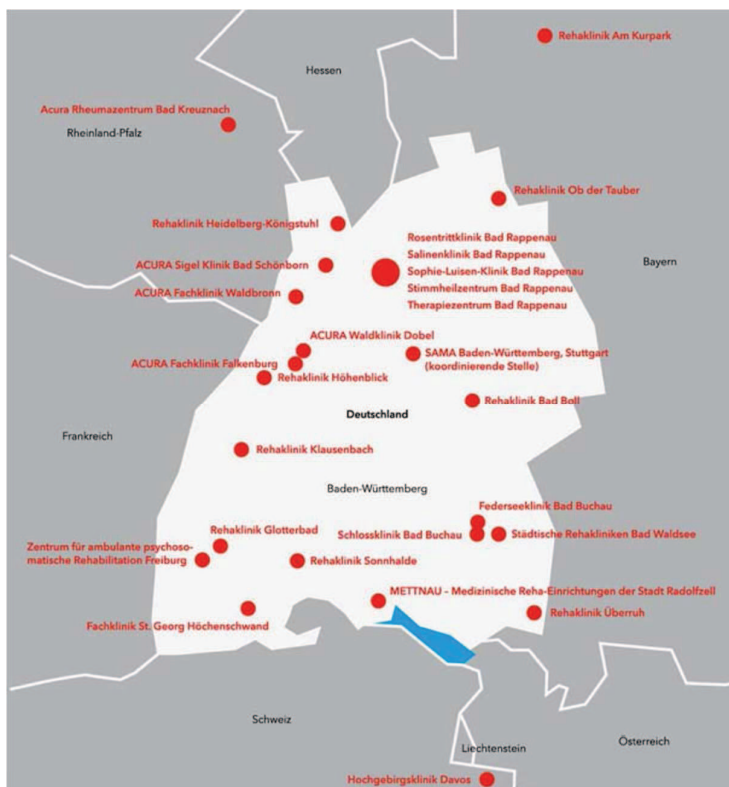 Rehaklinik Am Kurpark
Hessen
Acura Rheumazentrum Bad Kreuznach
Rheinland-Pfalz
Rehaklinik Ob der Tauber
Rehaklinik Heidelberg-Königstuhl
Rosentrittklinik Bad Rappenau
Salinenklinik Bad Rappenau
Sophie-Luisen-Klinik Bad Rappenau
Stimmheilzentrum Bad Rappenau
Therapiezentrum Bad Rappenau
Bayern
ACURA Sigel Klinik Bad Schönborn
ACURA Fachklinik Waldbronn
ACURA Waldklinik Dobel
SAMA Baden-Württemberg, Stuttgart
(koordinierende Stelle)
ACURA Fachklinik Falkenburg
Rehaklinik Höhenblick
Rehaklinik Bad Boll
Deutschland
Frankreich
Rehaklinik Klausenbach
Baden-Württemberg
Federseeklinik Bad Buchau
Schlossklinik Bad Buchau
Städtische Rehakliniken Bad Waldsee
Rehaklinik Glotterbad
Zentrum für ambulante psychoso-
matische Rehabilitation Freiburg
Rehaklinik Sonnhalde
METTNAU – Medizinische Reha-Einrichtungen der Stadt Radolfzell
Rehaklinik Überruh
Fachklinik St. Georg Höchenschwand
Schweiz
Liechtenstein
Österreich
Hochgebirgsklinik Davos